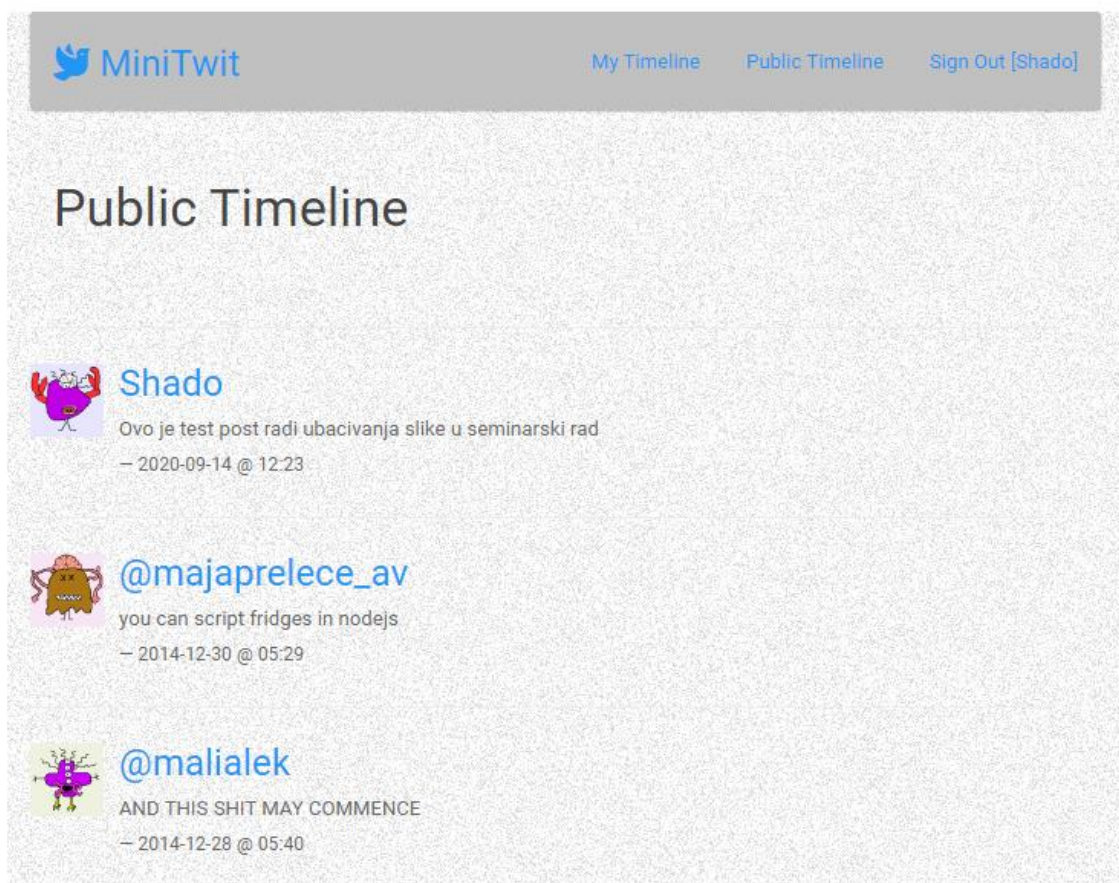 MiniTwit
My Timeline
Public Timeline
Sign Out [Shado]
Public Timeline
Shado
Ovo je test post radi ubacivanja slike u seminarski rad
— 2020-09-14 @ 12:23
@majaprelece_av
you can script fridges in nodejs
— 2014-12-30 @ 05:29
@malialek
AND THIS SHIT MAY COMMENCE
— 2014-12-28 @ 05:40